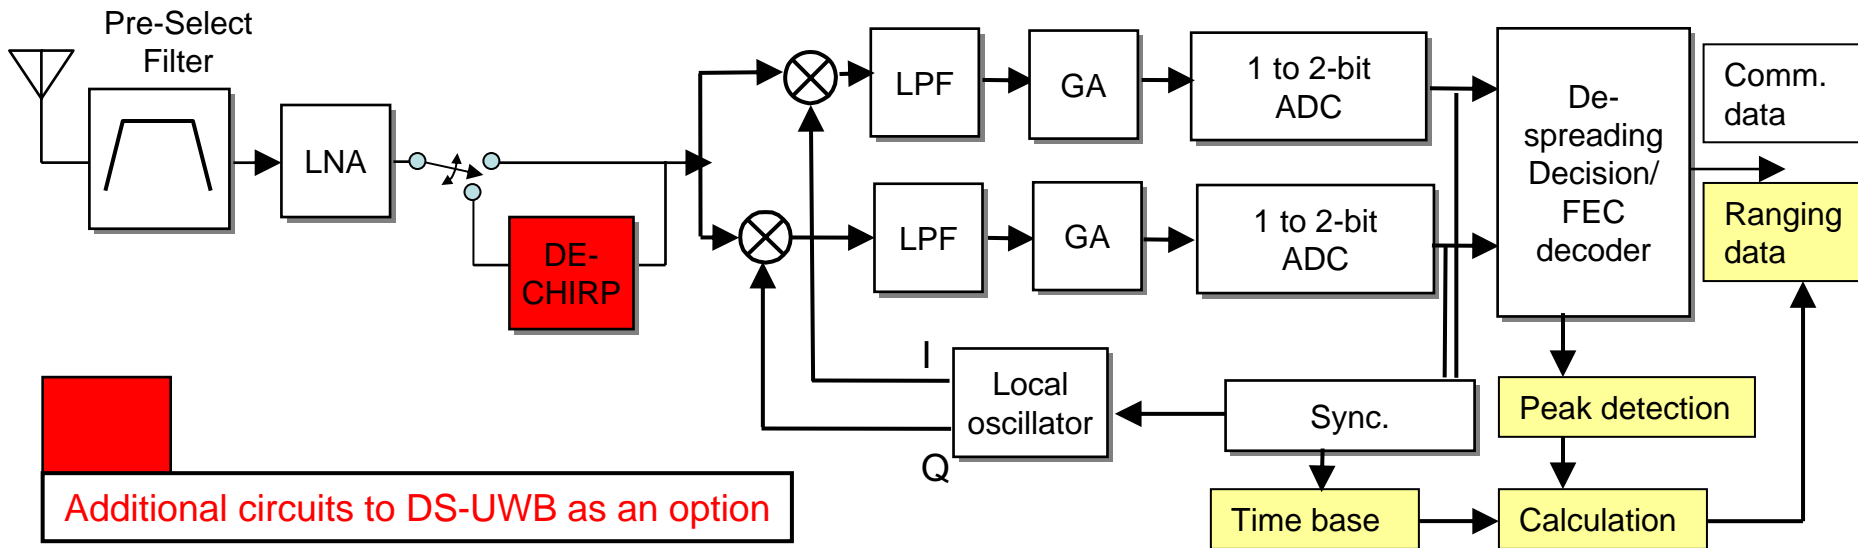 Pre-Select
Filter
LNA
DE-
CHIRP
LPF
GA
1 to 2-bit
ADC
LPF
GA
1 to 2-bit
ADC
De-
spreading
Decision/
FEC
decoder
Comm.
data
Ranging
data
I
Q
Local
oscillator
Sync.
Peak detection
Time base
Calculation
Additional circuits to DS-UWB as an option